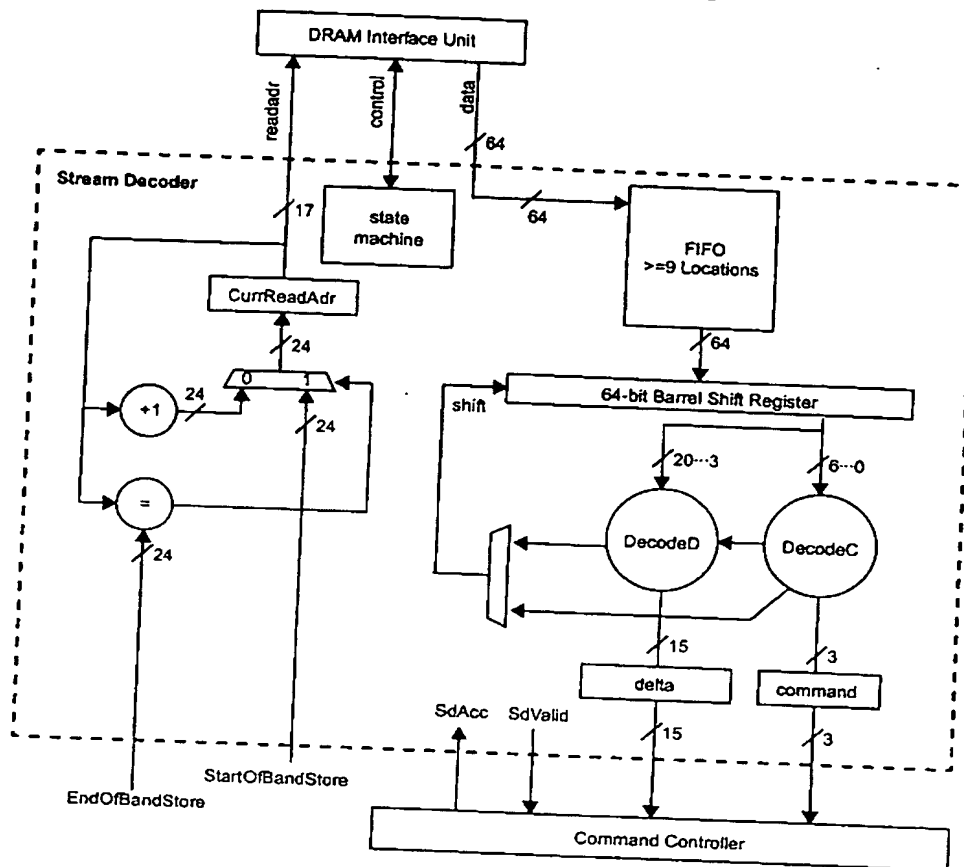 DRAM Interface Unit
readadr
control
data
64
Stream Decoder
17
state
machine
64
FIFO
>=9 Locations
CurrReadAdr
24
64
0 1
64-bit Barrel Shift Register
shift
+1
24
24
20···3
6···0
=
24
DecodeD
DecodeC
15
3
delta
command
SdAcc
SdValid
15
3
StartOfBandStore
EndOfBandStore
Command Controller